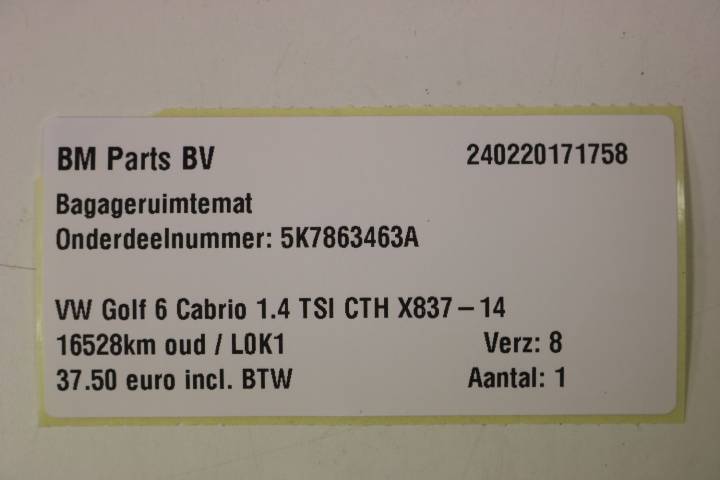 BM Parts BV 240220171758
Bagageruimtemat
Onderdeelnummer: 5K7863463A
VW Golf 6 Cabrio 1.4 TSI CTH X837 – 14
16528km oud / L0K1 Verz: 8
37.50 euro incl. BTW Aantal: 1